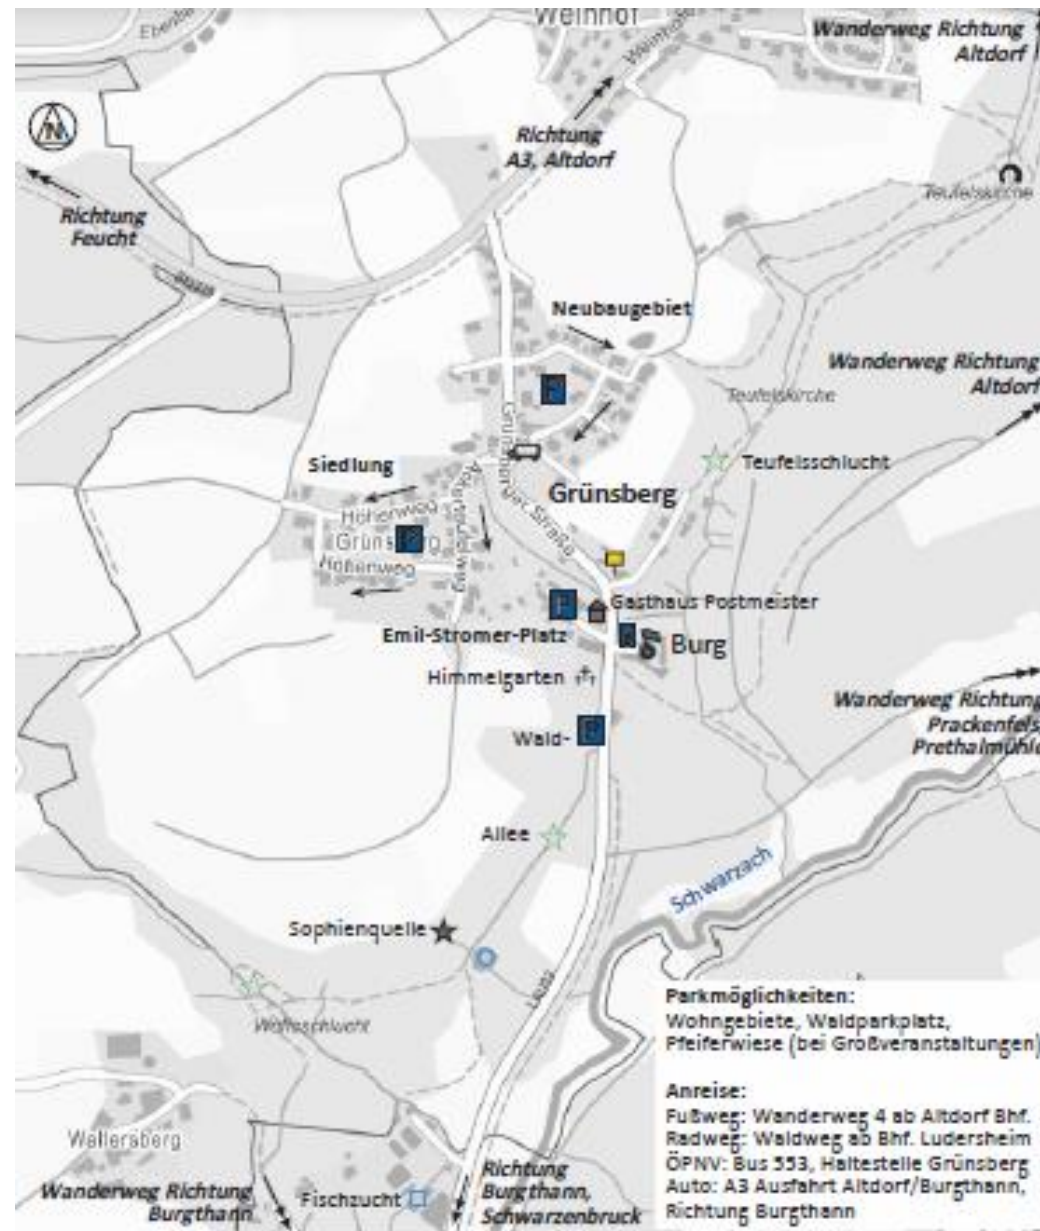 Weinhof
Wanderweg Richtung
Altdorf
Richtung
A3, Altdorf
Richtung
Feucht
Teufelskirche
Neubaugebiet
Wanderweg Richtung
Altdorf
Teufelskirche
Siedlung
Teufelsschlucht
Grünsberg
Höhenweg
Höhenweg
Grünsberger Straße
P
P
P
P
Gasthaus Postmeister
Emil-Stromer-Platz
Burg
Himmelgarten
Wanderweg Richtung
Prackenfels,
Prethalmühle
Wald-
Allee
Schwarzach
Sophienquelle
Parkmöglichkeiten:
Wohngebiete, Waldparkplatz,
Pfeiferwiese (bei Großveranstaltungen)
Anreise:
Fußweg: Wanderweg 4 ab Altdorf Bhf.
Radweg: Waldweg ab Bhf. Ludersheim
ÖPNV: Bus 553, Haltestelle Grünsberg
Auto: A3 Ausfahrt Altdorf/Burgthann,
Richtung Burgthann
Wolfsschlucht
Wallersberg
Wanderweg Richtung
Burgthann
Fischzucht
Richtung
Burgthann,
Schwarzenbruck